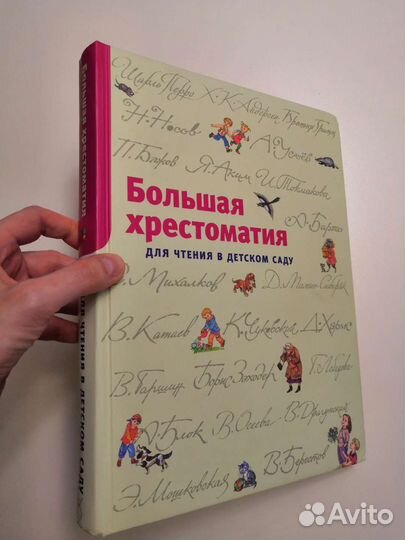 БОЛЬШАЯ ХРЕСТОМАТИЯ
ДЛЯ ЧТЕНИЯ В ДЕТСКОМ САДУ
Шарль Перро Х.-К. Андерсен Братья Гримм
Н. Носов А. Усачёв
П. Бажов Я. Аким И. Токмакова
Большая
хрестоматия
А. Барто
ДЛЯ ЧТЕНИЯ В ДЕТСКОМ САДУ
С. Михалков Д. Мамин-Сибиряк
В. Катаев К. Чуковский Д. Хармс
В. Гаршин Борис Заходер Г. Лебедева
А. Блок В. Осеева В. Драгунский
Э. Мошковская В. Берестов
Avito